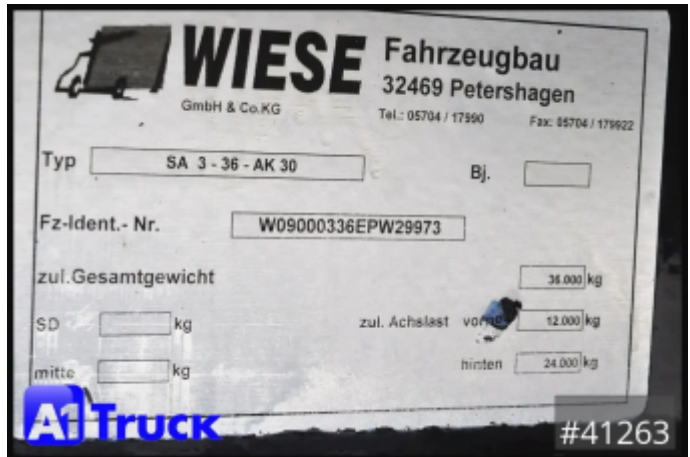 WIESE Fahrzeugbau
GmbH & Co.KG 32469 Petershagen
Tel.: 05704 / 17990 Fax: 05704 / 179922
Typ SA 3 - 36 - AK 30 Bj.
Fz-Ident.- Nr. W09000336EPW29973
zul.Gesamtgewicht 36.000 kg
SD kg zul. Achslast vorne 12.000 kg
mitte kg hinten 24.000 kg
A1 Truck
#41263